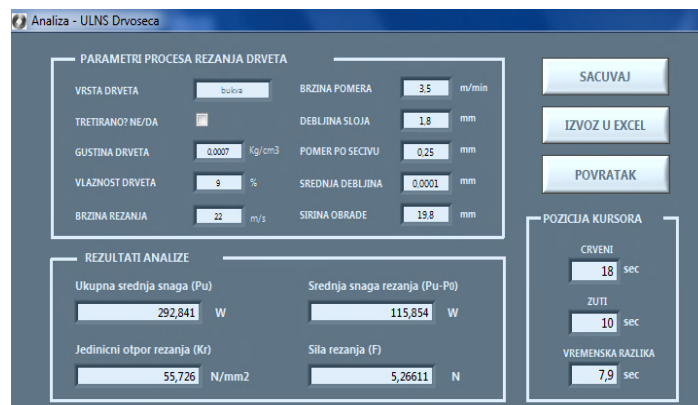 Analiza - ULNS Drvoseca
PARAMETRI PROCESA REZANJA DRVETA
VRSTA DRVETA bukva
TRETIRANO? NE/DA
GUSTINA DRVETA 0,0007 Kg/cm3
VLAZNOST DRVETA 9 %
BRZINA REZANJA 22 m/s
BRZINA POMERA 3,5 m/min
DEBLJINA SLOJA 1,8 mm
POMER PO SECIVU 0,25 mm
SREDNJA DEBLJINA 0,0001 mm
SIRINA OBRADE 19,8 mm
SACUVAJ
IZVOZ U EXCEL
POVRATAK
REZULTATI ANALIZE
Ukupna srednja snaga (Pu)
292,841 W
Srednja snaga rezanja (Pu-P0)
115,854 W
Jedinicni otpor rezanja (Kr)
55,726 N/mm2
Sila rezanja (F)
5,26611 N
POZICIJA KURSORA
CRVENI
18 sec
ZUTI
10 sec
VREMENSKA RAZLIKA
7,9 sec